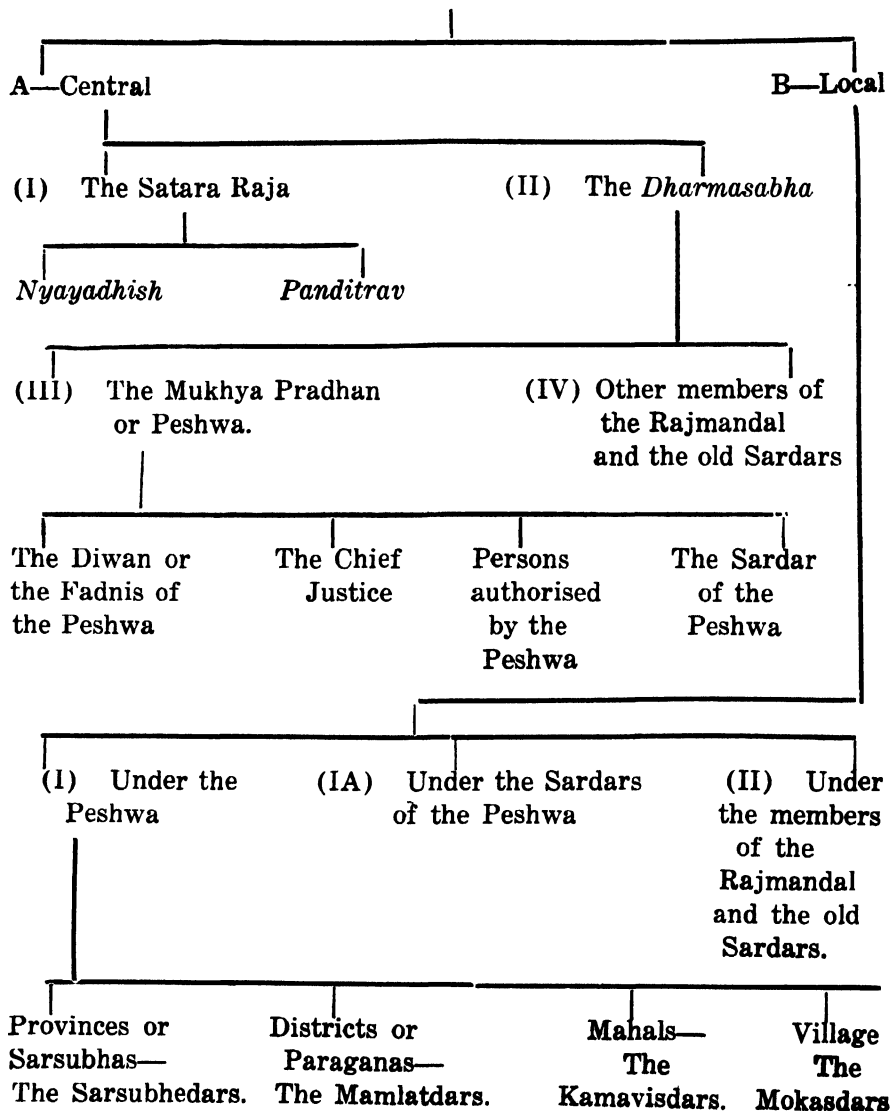 A—Central B—Local
(I) The Satara Raja (II) The Dharmasabha
Nyayadhish Panditrav
(III) The Mukhya Pradhan
or Peshwa.
(IV) Other members of
the Rajmandal
and the old Sardars
The Diwan or
the Fadnis of
the Peshwa
The Chief
Justice
Persons
authorised
by the
Peshwa
The Sardar
of the
Peshwa
(I) Under the
Peshwa
(IA) Under the Sardars
of the Peshwa
(II) Under
the members
of the
Rajmandal
and the old
Sardars.
Provinces or
Sarsubhas—
The Sarsubhedars.
Districts or
Paraganas—
The Mamlatdars.
Mahals—
The
Kamavisdars.
Village
The
Mokasdars